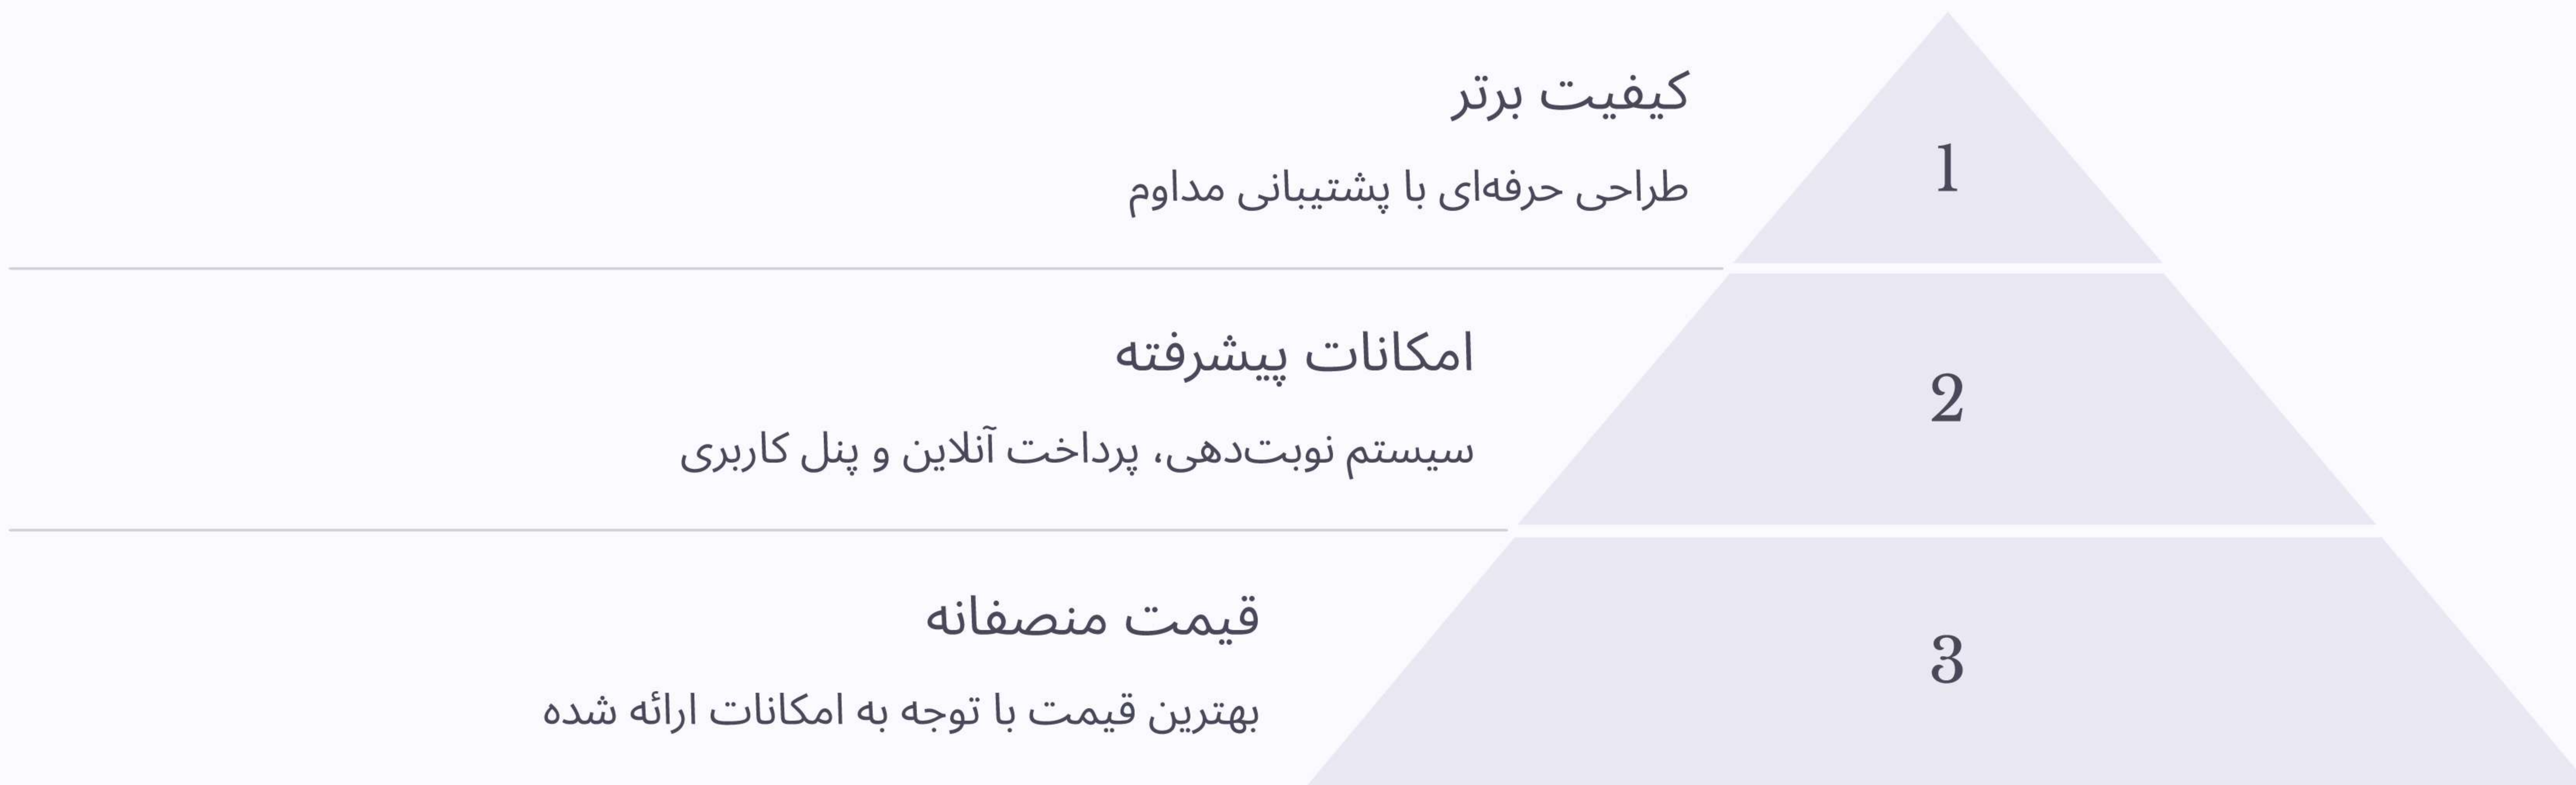 کیفیت برتر
طراحی حرفه‌ای با پشتیبانی مداوم
1
امکانات پیشرفته
سیستم نوبت‌دهی، پرداخت آنلاین و پنل کاربری
2
قیمت منصفانه
بهترین قیمت با توجه به امکانات ارائه شده
3